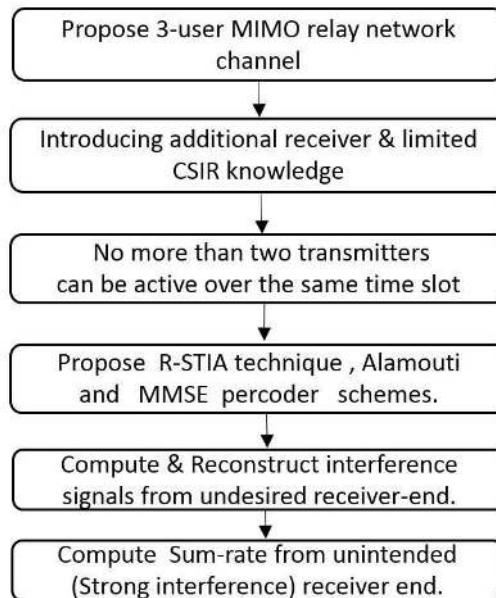 Propose 3-user MIMO relay network
channel
Introducing additional receiver & limited
CSIR knowledge
No more than two transmitters
can be active over the same time slot
Propose R-STIA technique , Alamouti
and MMSE percoder schemes.
Compute & Reconstruct interference
signals from undesired receiver-end.
Compute Sum-rate from unintended
(Strong interference) receiver end.